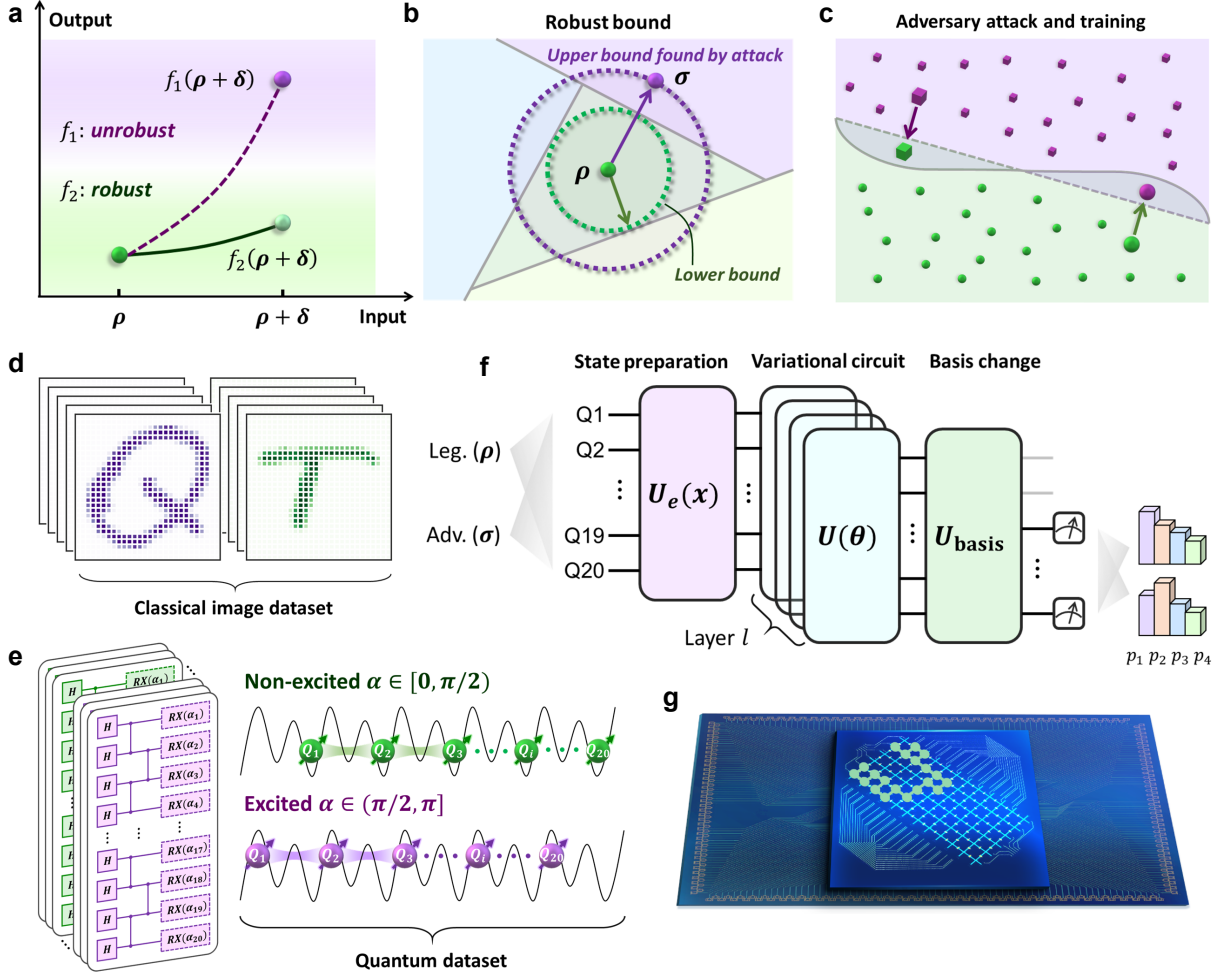 a
Output
f₁(ρ + δ)
f₁: unrobust
f₂: robust
f₂(ρ + δ)
ρ
ρ + δ
Input
b
Robust bound
Upper bound found by attack
σ
ρ
Lower bound
c
Adversary attack and training
d
Classical image dataset
e
H
H
H
H
H
H
H
RX(α₁)
H RX(α₁)
H RX(α₂)
H RX(α₃)
H RX(α₄)
⋮ ⋮ ⋮
H RX(α₁₇)
H RX(α₁₈)
H RX(α₁₉)
H RX(α₂₀)
Non-excited α ∈ [0, π/2)
Q₁ Q₂ Q₃ Qᵢ Q₂₀
Excited α ∈ (π/2, π]
Q₁ Q₂ Q₃ Qᵢ Q₂₀
Quantum dataset
f
State preparation
Variational circuit
Basis change
Leg. (ρ)
Adv. (σ)
Q1
Q2
⋮
Q19
Q20
Uₑ(x)
U(θ)
U_basis
Layer l
p₁ p₂ p₃ p₄
g